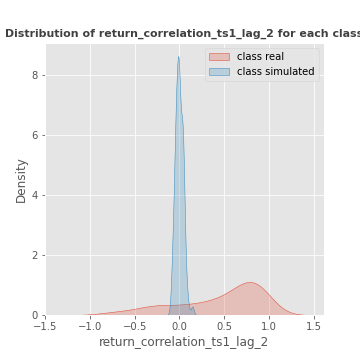 Distribution of return_correlation_ts1_lag_2 for each class
class real
class simulated
8
6
4
2
0
Density
−1.5 −1.0 −0.5 0.0 0.5 1.0 1.5
return_correlation_ts1_lag_2